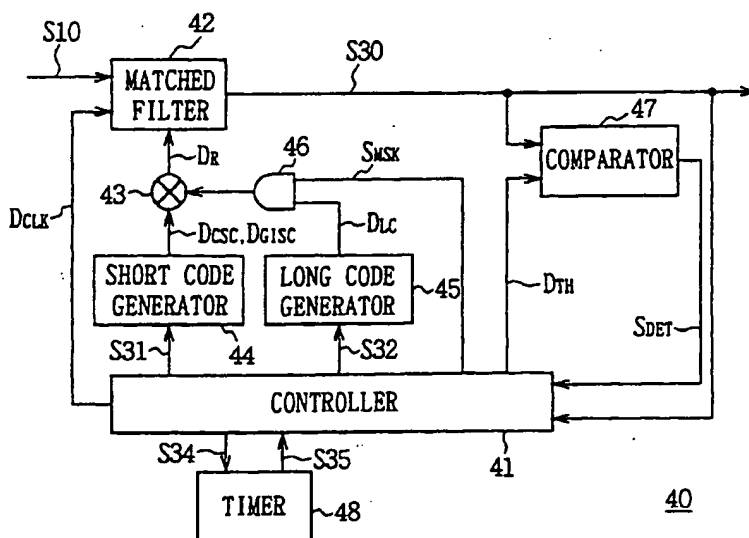 S10
42
S30
MATCHED
FILTER
47
COMPARATOR
46
SMSK
DR
43
DCLK
DCSC, DGISC
DLC
SHORT CODE
GENERATOR
LONG CODE
GENERATOR
45
DTH
44
SDET
S31
S32
CONTROLLER
41
S34
S35
TIMER
48
40